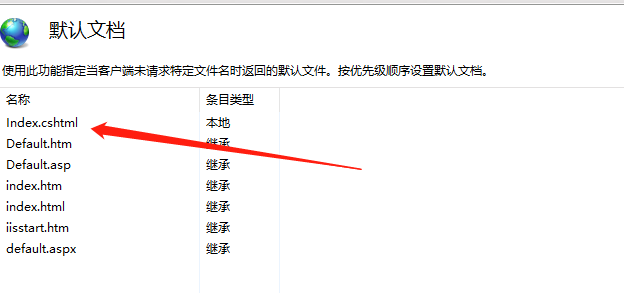 默认文档
使用此功能指定当客户端未请求特定文件名时返回的默认文件。按优先级顺序设置默认文档。
名称 条目类型
Index.cshtml 本地
Default.htm 继承
Default.asp 继承
index.htm 继承
index.html 继承
iisstart.htm 继承
default.aspx 继承